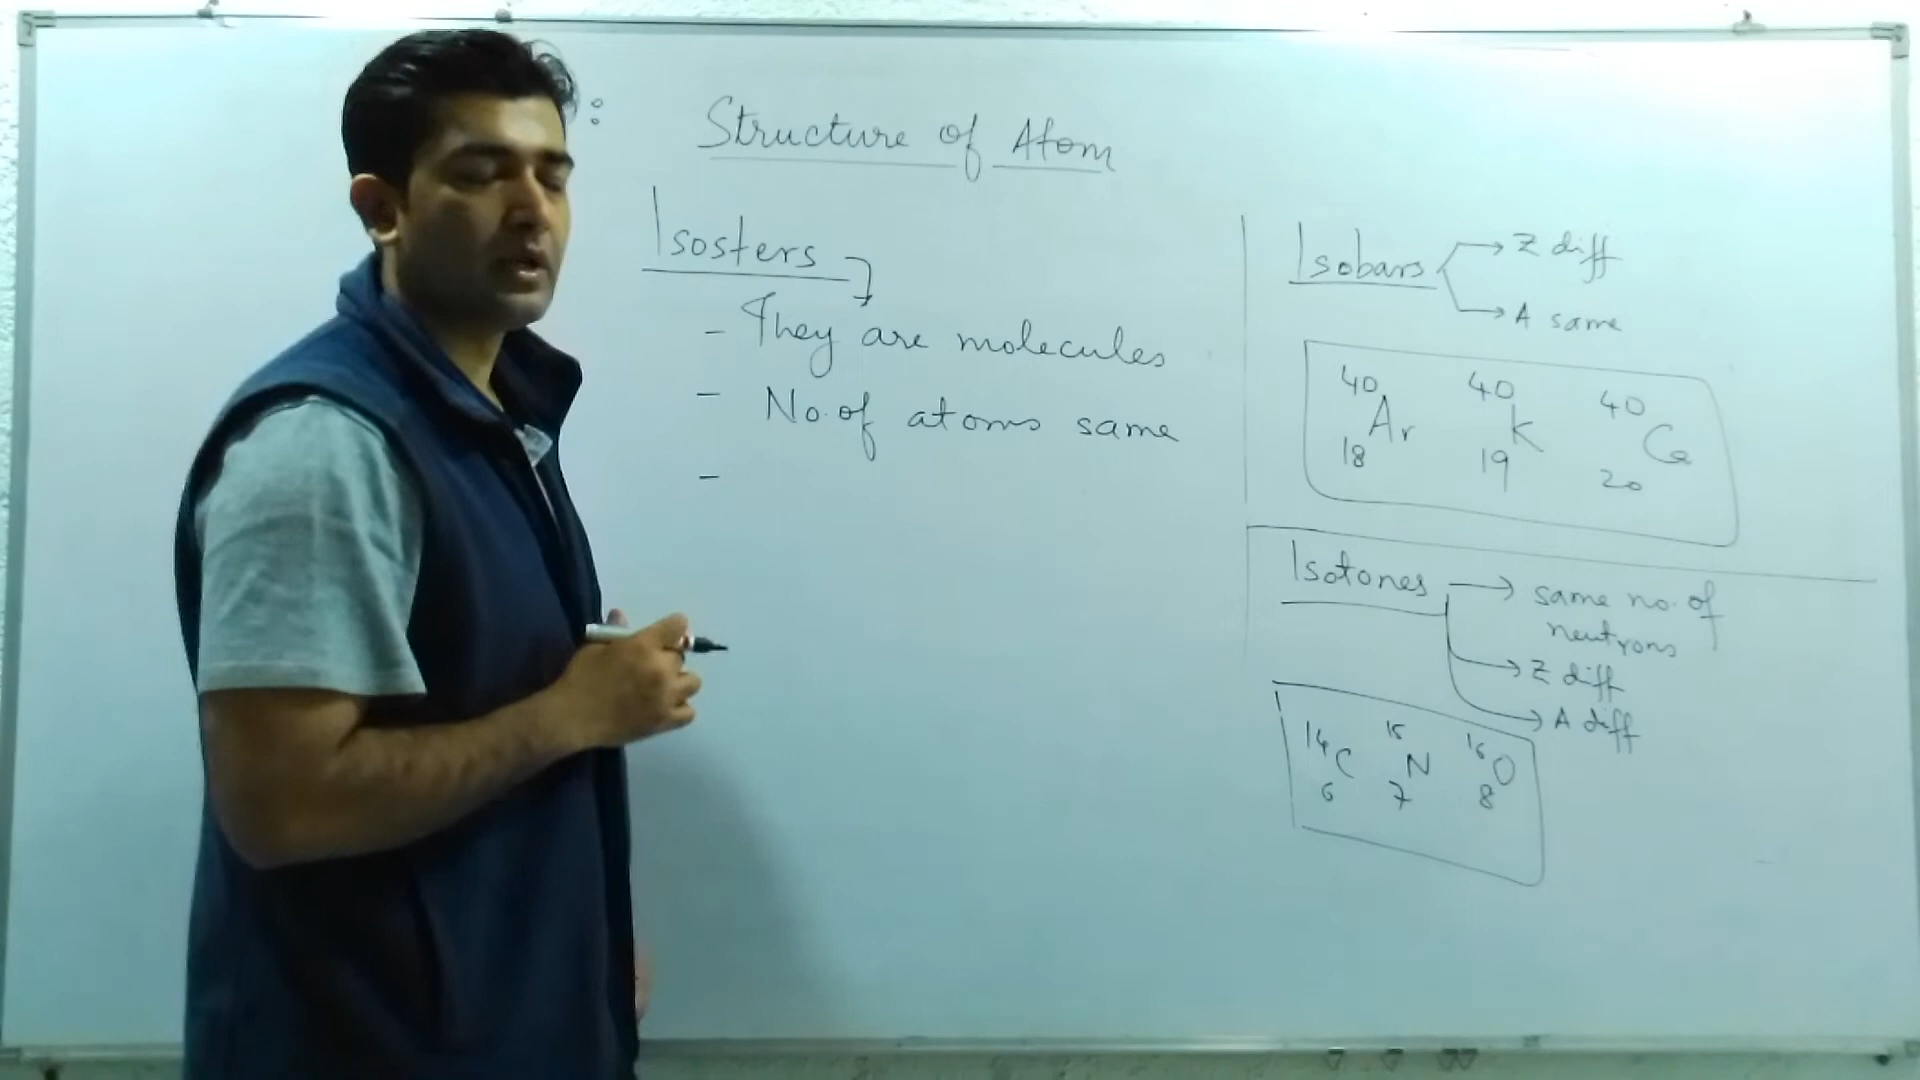 :
Structure of Atom
Isosters
- They are molecules
- No. of atoms same
-
Isobars → Z diff
→ A same
40 40 40
Ar K Ca
18 19 20
Isotones → same no. of
neutrons
→ Z diff
→ A diff
14 15 16
C N O
6 7 8